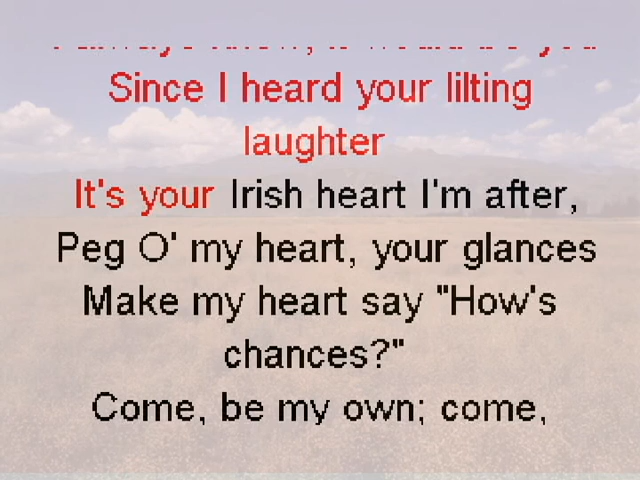 Since I heard your lilting
laughter
It's your Irish heart I'm after,
Peg O' my heart, your glances
Make my heart say "How's
chances?"
Come, be my own; come,